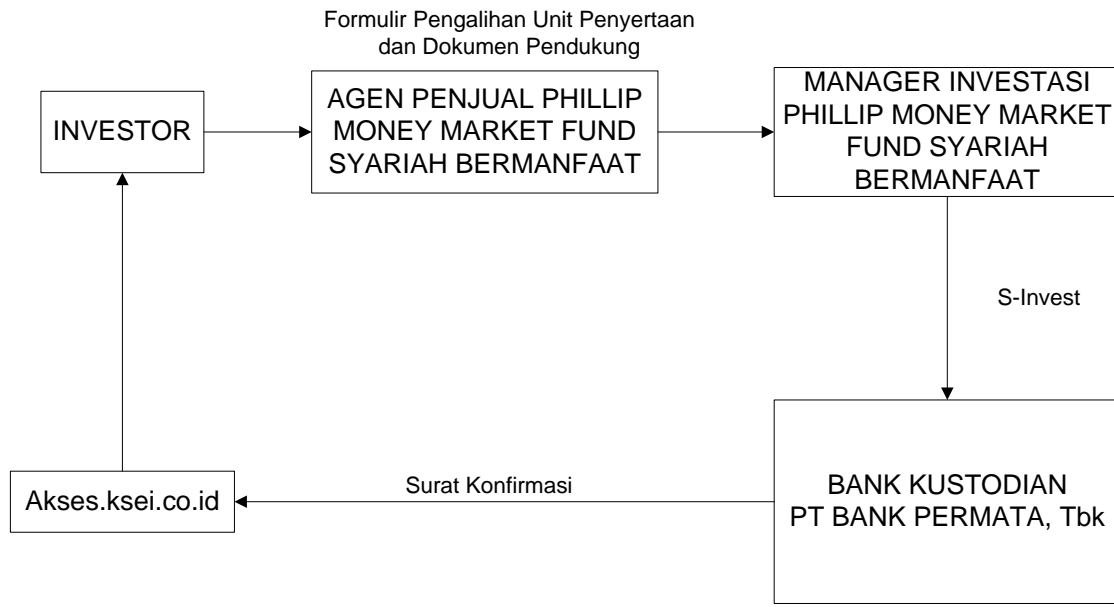 Formulir Pengalihan Unit Penyertaan
dan Dokumen Pendukung
INVESTOR
AGEN PENJUAL PHILLIP
MONEY MARKET FUND
SYARIAH BERMANFAAT
MANAGER INVESTASI
PHILLIP MONEY MARKET
FUND SYARIAH
BERMANFAAT
S-Invest
BANK KUSTODIAN
PT BANK PERMATA, Tbk
Surat Konfirmasi
Akses.ksei.co.id